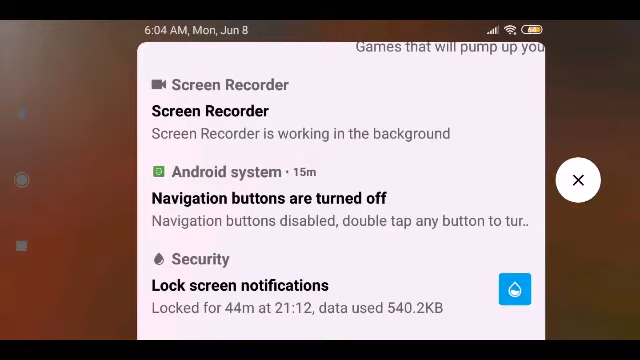 6:04 AM, Mon, Jun 8
Games that will pump up you
Screen Recorder
Screen Recorder
Screen Recorder is working in the background
Android system · 15m
Navigation buttons are turned off
Navigation buttons disabled, double tap any button to tur..
Security
Lock screen notifications
Locked for 44m at 21:12, data used 540.2KB